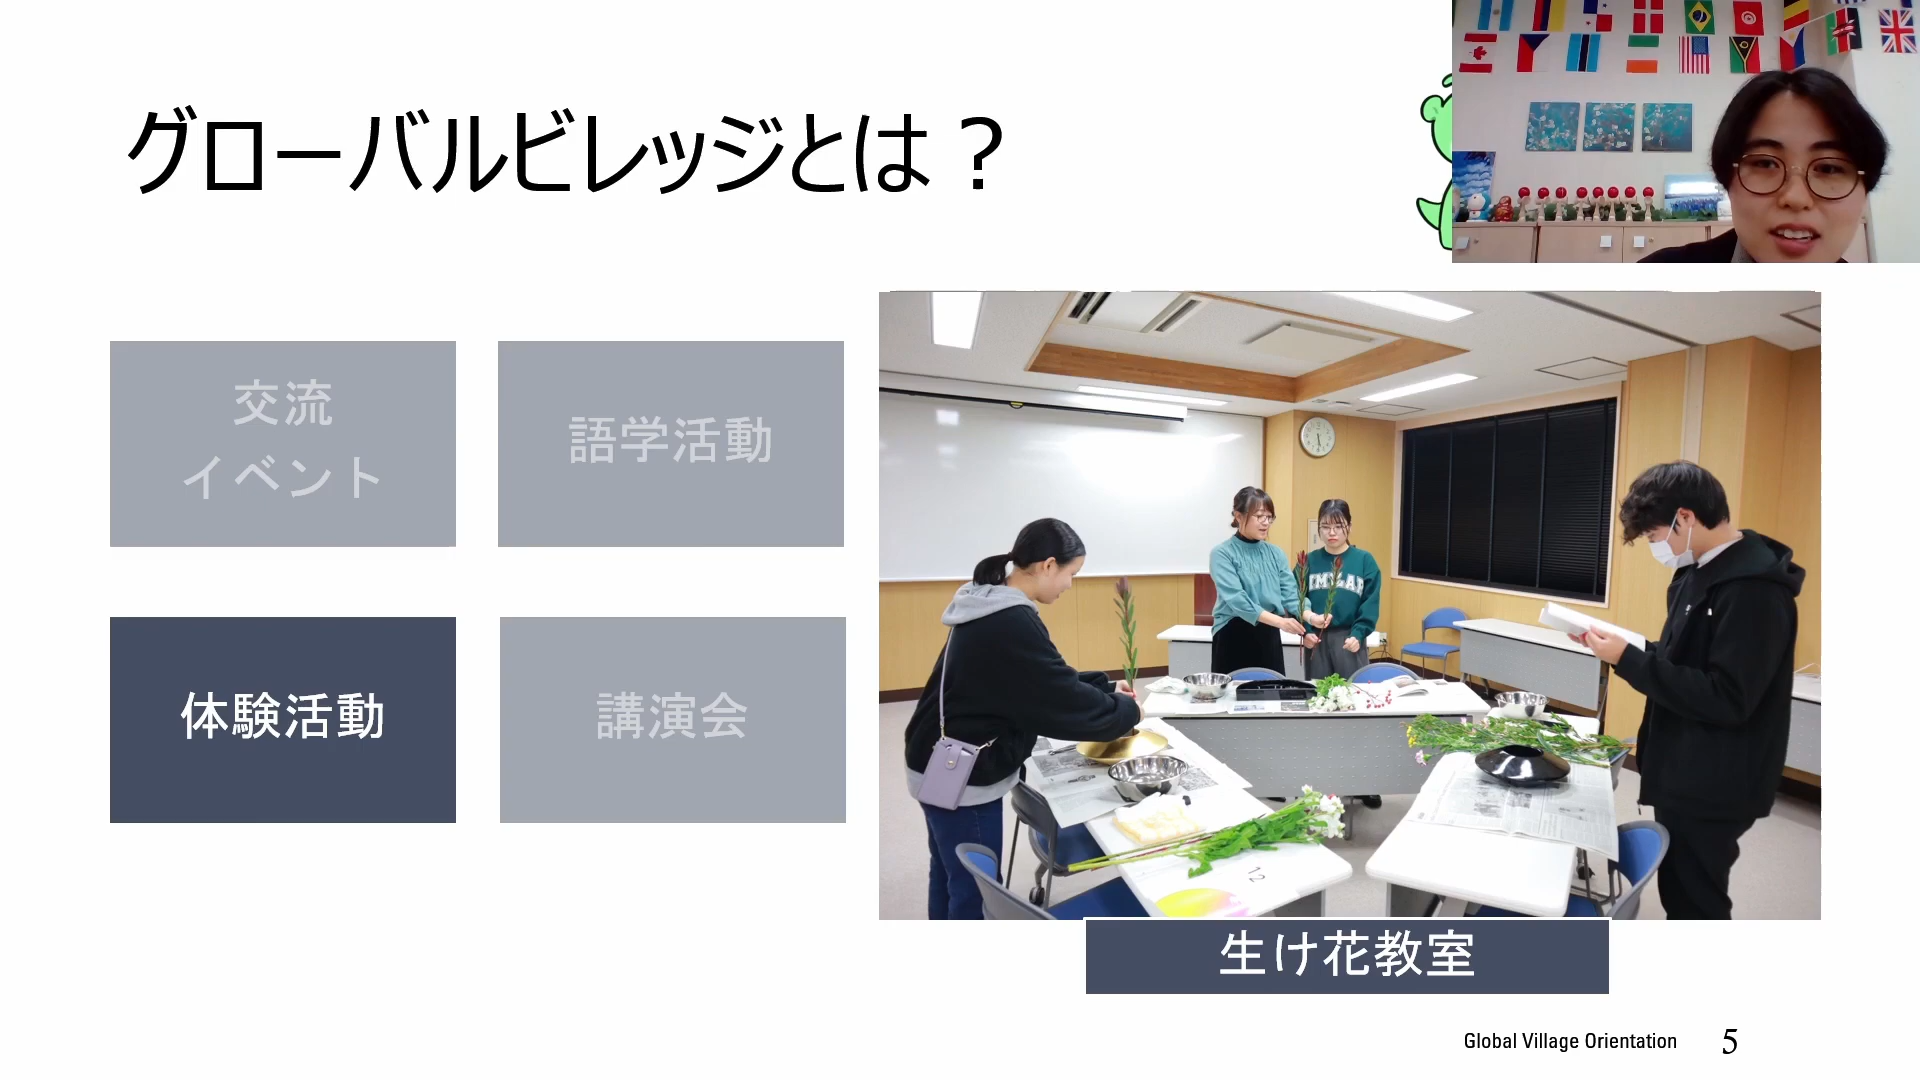 グローバルビレッジとは？
交流
イベント
語学活動
体験活動
講演会
12
生け花教室
Global Village Orientation
5